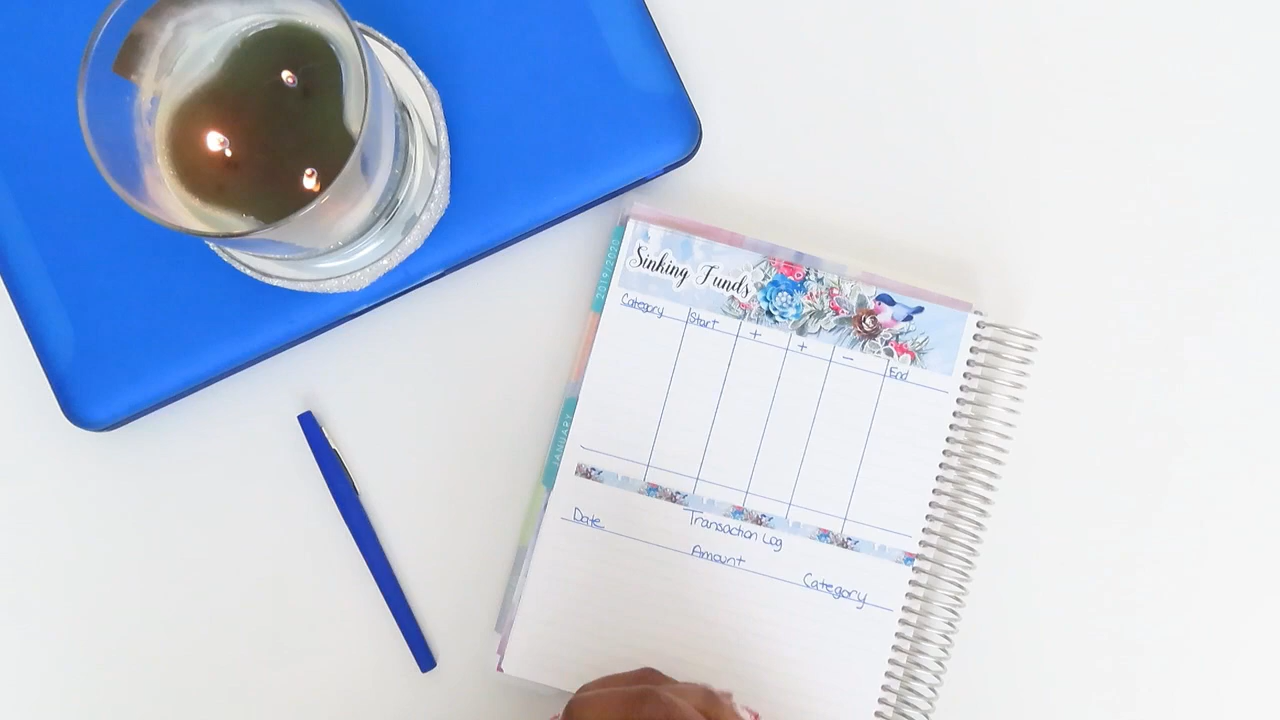 Sinking Funds
Category Start + + - End
Transaction Log
Date Amount Category
2019/2020
JANUARY